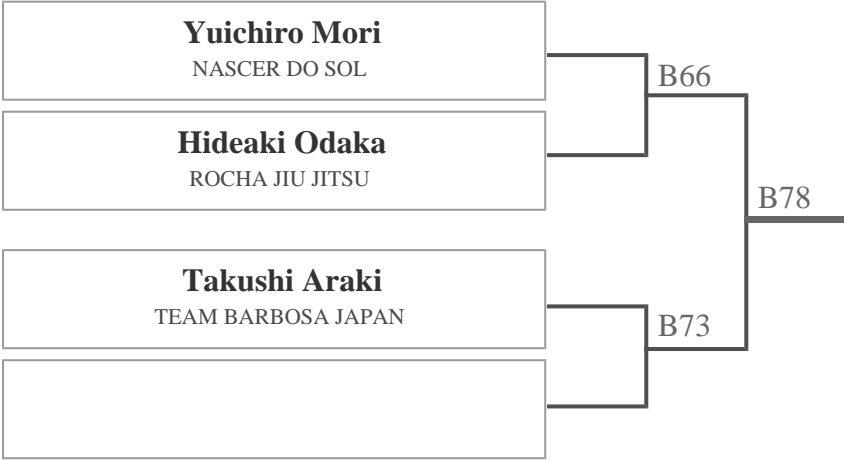 Yuichiro Mori
NASCER DO SOL
B66
Hideaki Odaka
ROCHA JIU JITSU
B78
Takushi Araki
TEAM BARBOSA JAPAN
B73